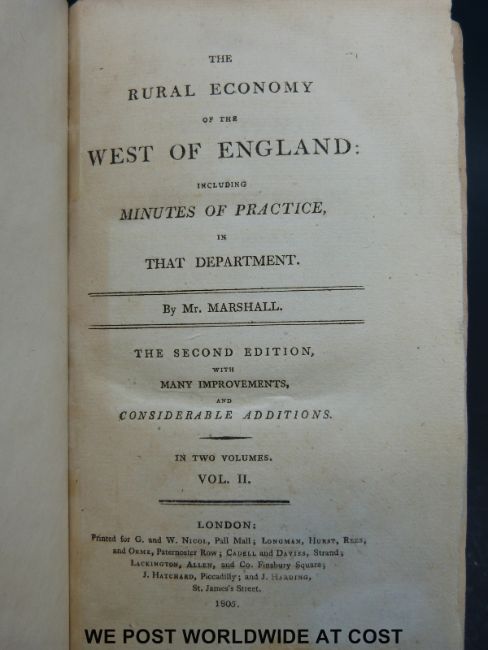 THE
RURAL ECONOMY
OF THE
WEST OF ENGLAND:
INCLUDING
MINUTES OF PRACTICE,
IN
THAT DEPARTMENT.
By Mr. MARSHALL.
THE SECOND EDITION,
WITH
MANY IMPROVEMENTS,
AND
CONSIDERABLE ADDITIONS.
IN TWO VOLUMES.
VOL. II.
LONDON:
Printed for G. and W. NICOL, Pall Mall; LONGMAN, HURST, REES,
and ORME, Paternoster Row; CADELL and DAVIES, Strand;
LACKINGTON, ALLEN, and Co. Finsbury Square;
J. HATCHARD, Piccadilly; and J. HARDING,
St. James's Street.
1805.
WE POST WORLDWIDE AT COST